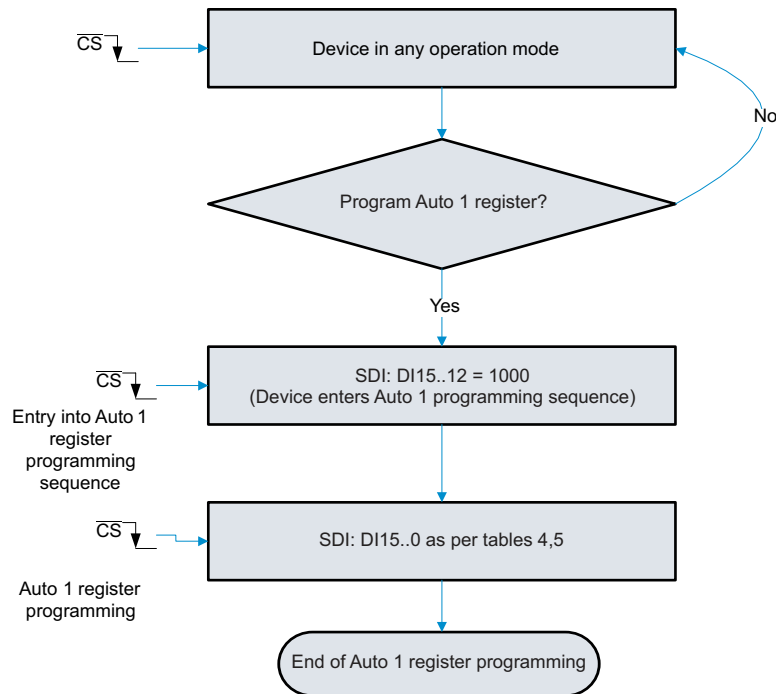 CS
Device in any operation mode
No
Program Auto 1 register?
Yes
CS
SDI: DI15..12 = 1000
(Device enters Auto 1 programming sequence)
Entry into Auto 1
register
programming
sequence
CS
SDI: DI15..0 as per tables 4,5
Auto 1 register
programming
End of Auto 1 register programming